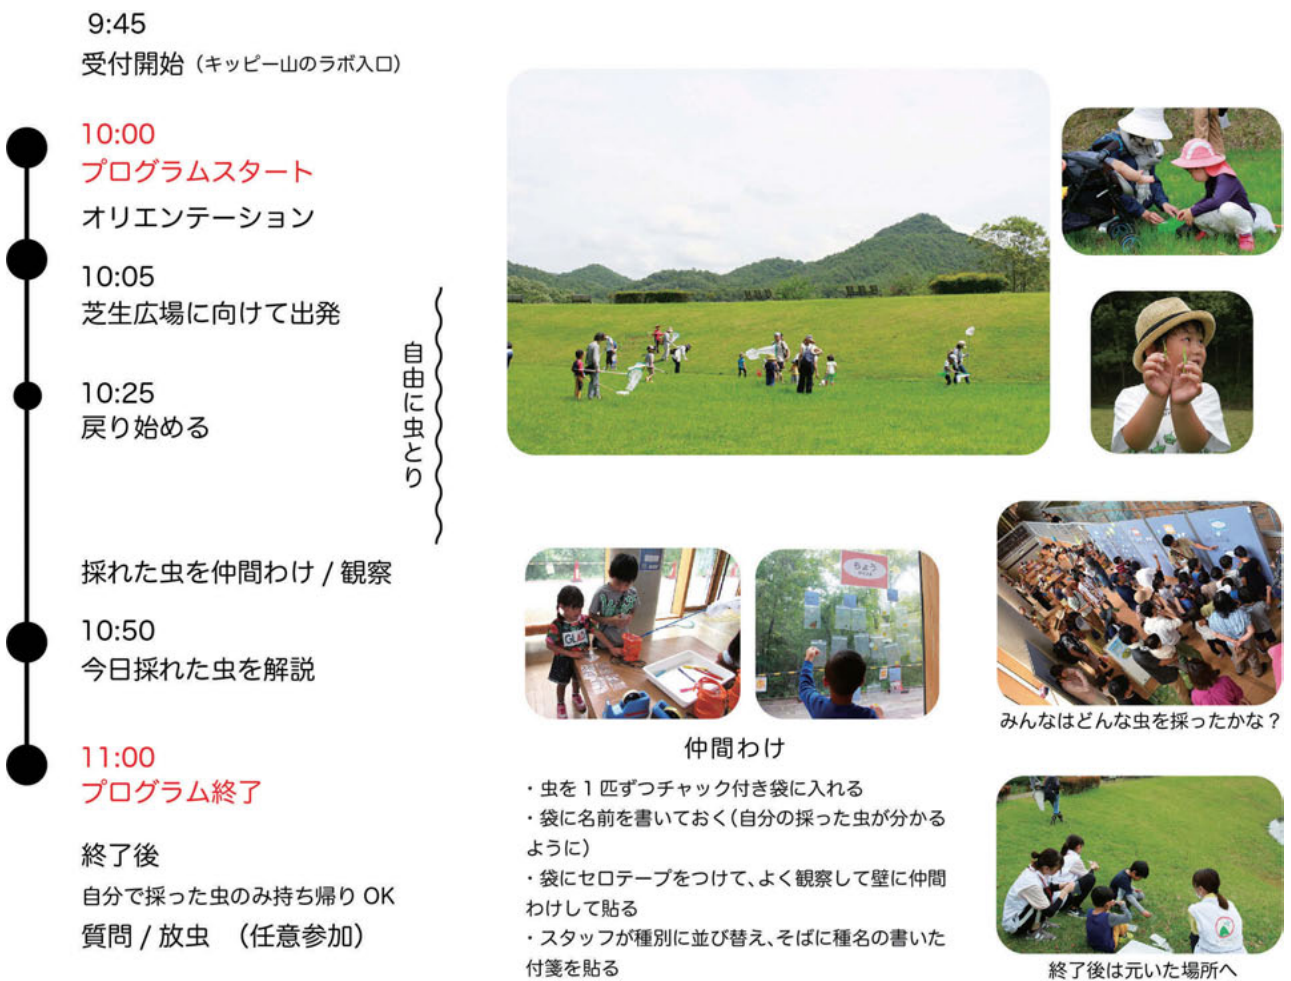 9:45
受付開始（キッピー山のラボ入口）
10:00
プログラムスタート
オリエンテーション
10:05
芝生広場に向けて出発
10:25
戻り始める
自由に虫とり
採れた虫を仲間わけ / 観察
10:50
今日採れた虫を解説
11:00
プログラム終了
終了後
自分で採った虫のみ持ち帰り OK
質問 / 放虫　（任意参加）
ちょう
仲間わけ
・虫を 1 匹ずつチャック付き袋に入れる
・袋に名前を書いておく（自分の採った虫が分かる
ように）
・袋にセロテープをつけて、よく観察して壁に仲間
わけして貼る
・スタッフが種別に並び替え、そばに種名の書いた
付箋を貼る
みんなはどんな虫を採ったかな？
終了後は元いた場所へ